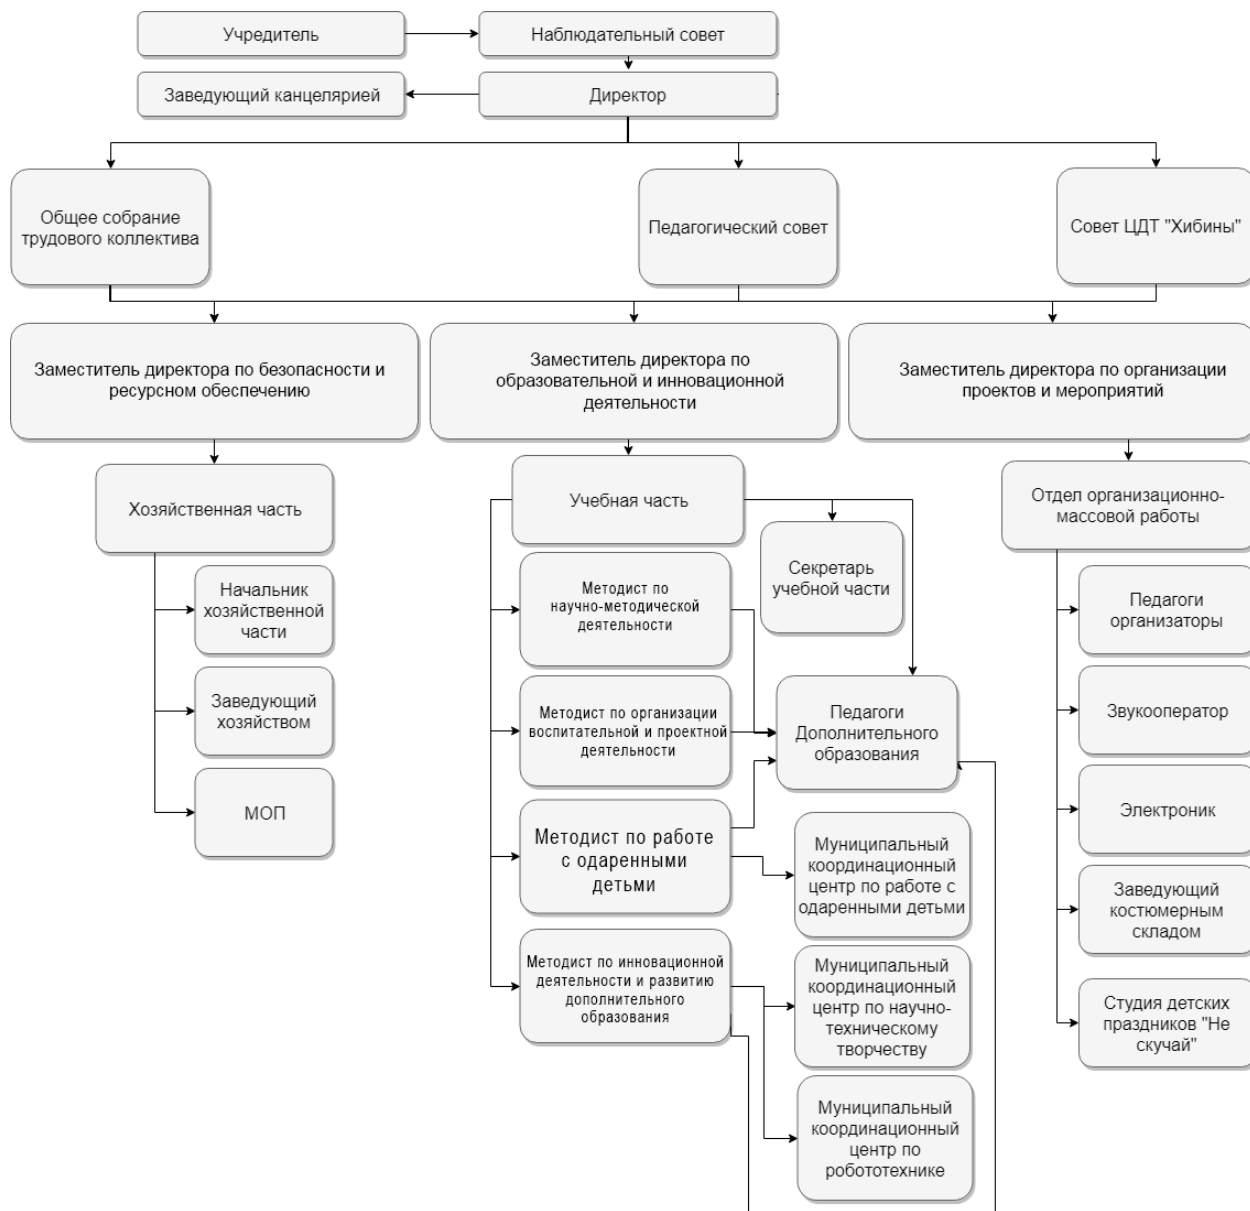 Учредитель
Наблюдательный совет
Заведующий канцелярией
Директор
Общее собрание
трудового коллектива
Педагогический совет
Совет ЦДТ "Хибины"
Заместитель директора по безопасности и
ресурсном обеспечению
Заместитель директора по
образовательной и инновационной
деятельности
Заместитель директора по организации
проектов и мероприятий
Хозяйственная часть
Начальник
хозяйственной
части
Заведующий
хозяйством
МОП
Учебная часть
Секретарь
учебной части
Методист по
научно-методической
деятельности
Методист по организации
воспитательной и проектной
деятельности
Педагоги
Дополнительного
образования
Методист по работе
с одаренными
детьми
Муниципальный
координационный
центр по работе с
одаренными детьми
Методист по инновационной
деятельности и развитию
дополнительного
образования
Муниципальный
координационный
центр по научно-
техническому
творчеству
Муниципальный
координационный
центр по
робототехнике
Отдел организационно-
массовой работы
Педагоги
организаторы
Звукооператор
Электроник
Заведующий
костюмерным
складом
Студия детских
праздников "Не
скучай"